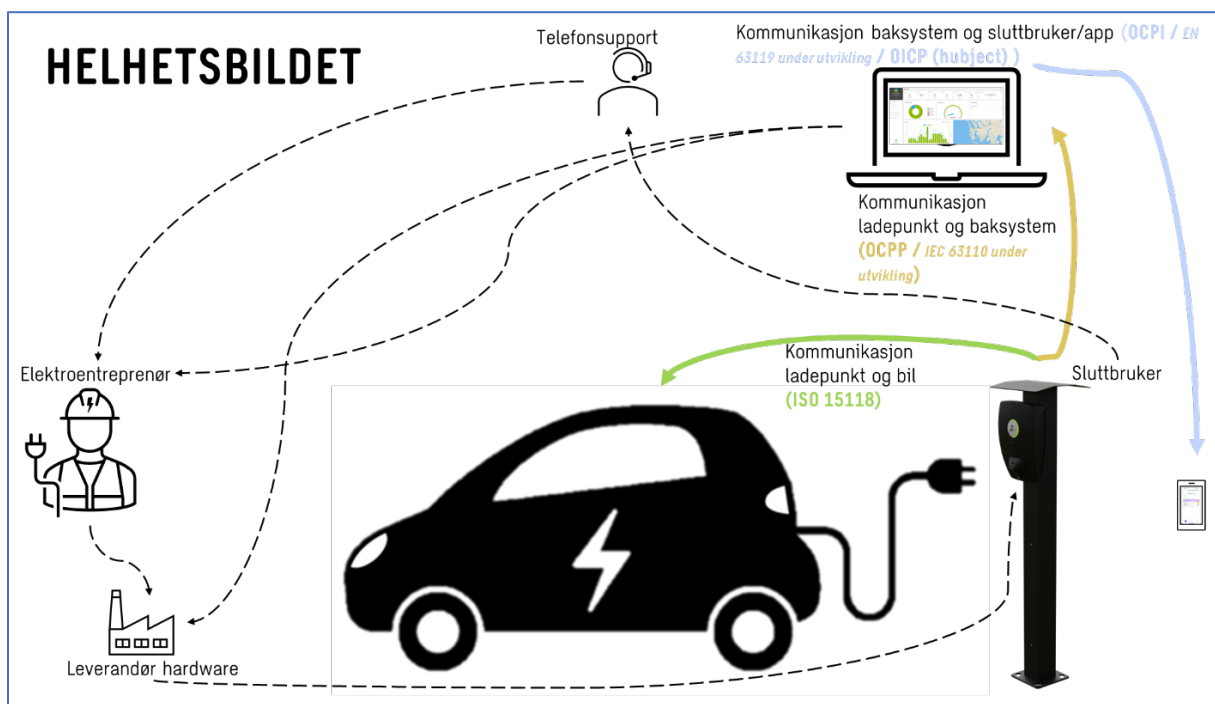 HELHETSBILDET
Telefonsupport
Kommunikasjon baksystem og sluttbruker/app (OCPI / EN
63119 under utvikling / OICP (hubject) )
Kommunikasjon
ladepunkt og baksystem
(OCPP / IEC 63110 under
utvikling)
Elektroentreprenør
Kommunikasjon
ladepunkt og bil
(ISO 15118)
Sluttbruker
Leverandør hardware